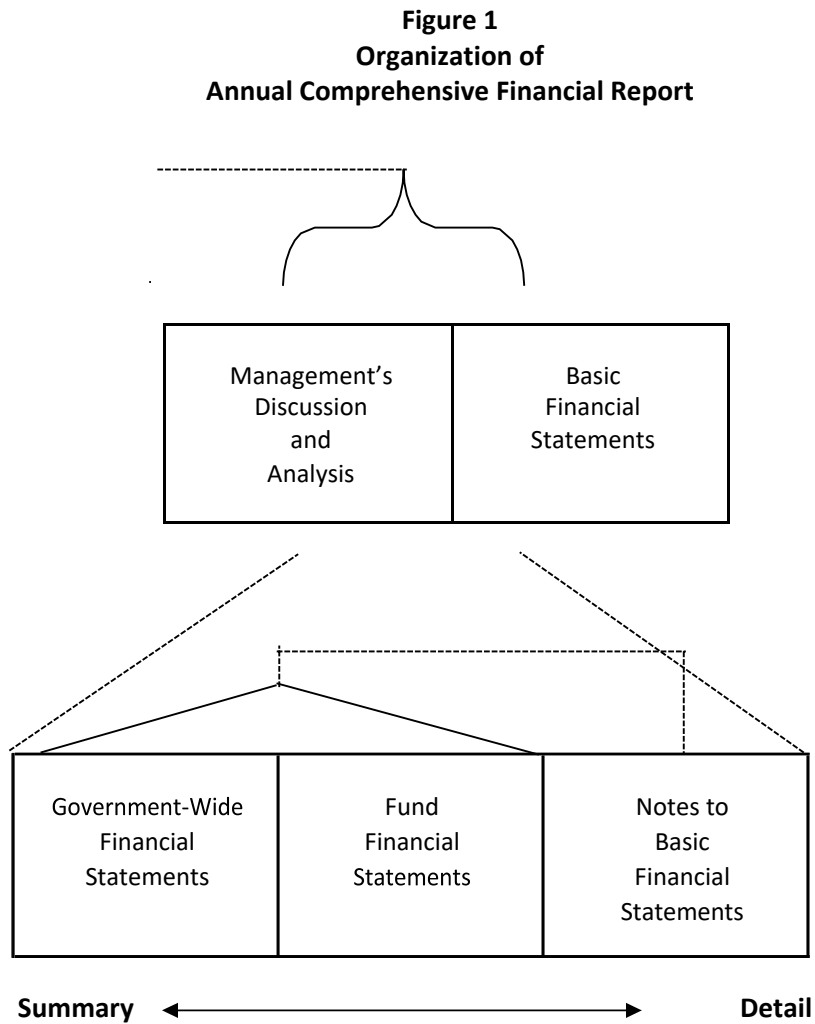 Figure 1
Organization of
Annual Comprehensive Financial Report
Management’s
Discussion
and
Analysis
Basic
Financial
Statements
Government-Wide
Financial
Statements
Fund
Financial
Statements
Notes to
Basic
Financial
Statements
Summary
Detail